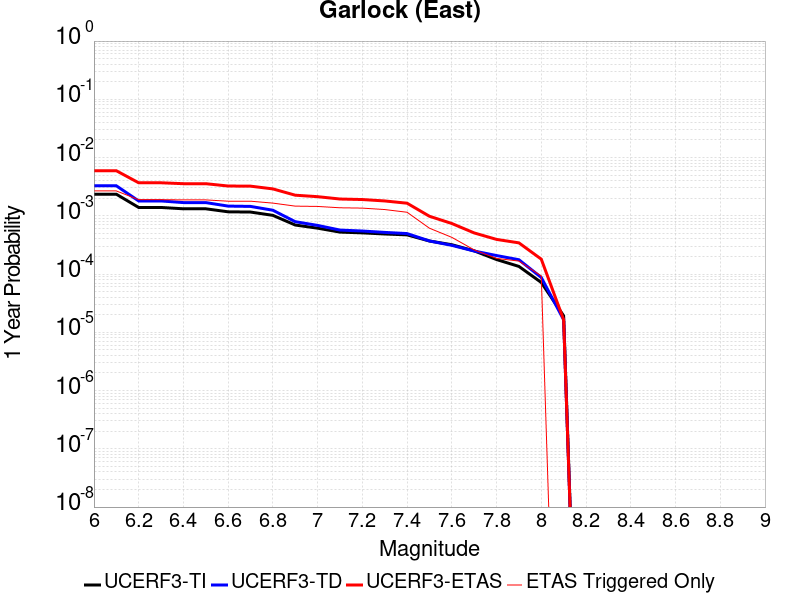 Garlock (East)
10^0
10^-1
10^-2
10^-3
10^-4
10^-5
10^-6
10^-7
10^-8
1 Year Probability
6 6.2 6.4 6.6 6.8 7 7.2 7.4 7.6 7.8 8 8.2 8.4 8.6 8.8 9
Magnitude
UCERF3-TI UCERF3-TD UCERF3-ETAS ETAS Triggered Only